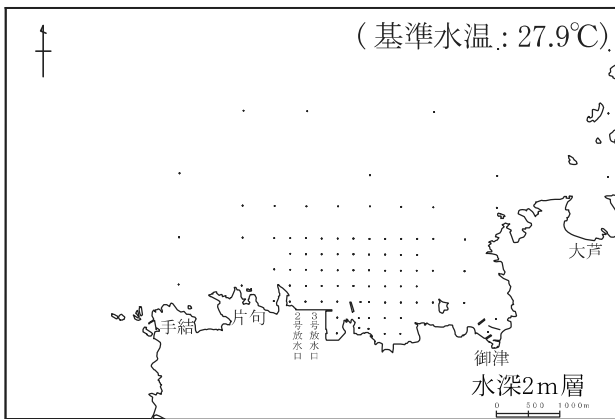 (基準水温：27.9℃)
大芦
手結
片句
2号放水口
3号放水口
御津
水深2m層
0 500 1000m